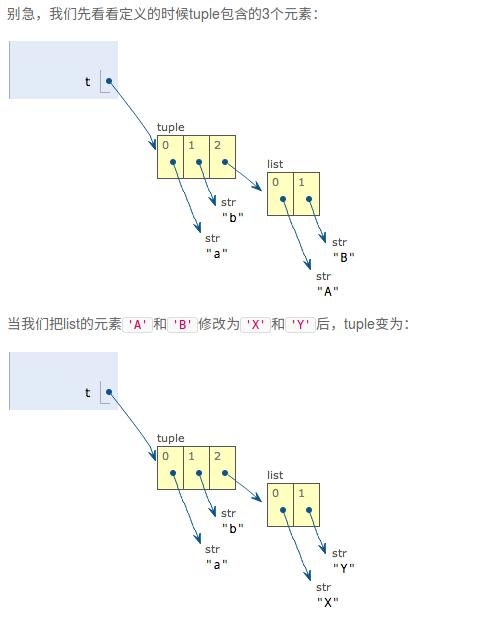 别急，我们先看看定义的时候tuple包含的3个元素：
t
tuple
0 1 2
list
0 1
str
"b"
str
"a"
str
"B"
str
"A"
当我们把list的元素'A'和'B'修改为'X'和'Y'后，tuple变为：
t
tuple
0 1 2
list
0 1
str
"b"
str
"a"
str
"Y"
str
"X"